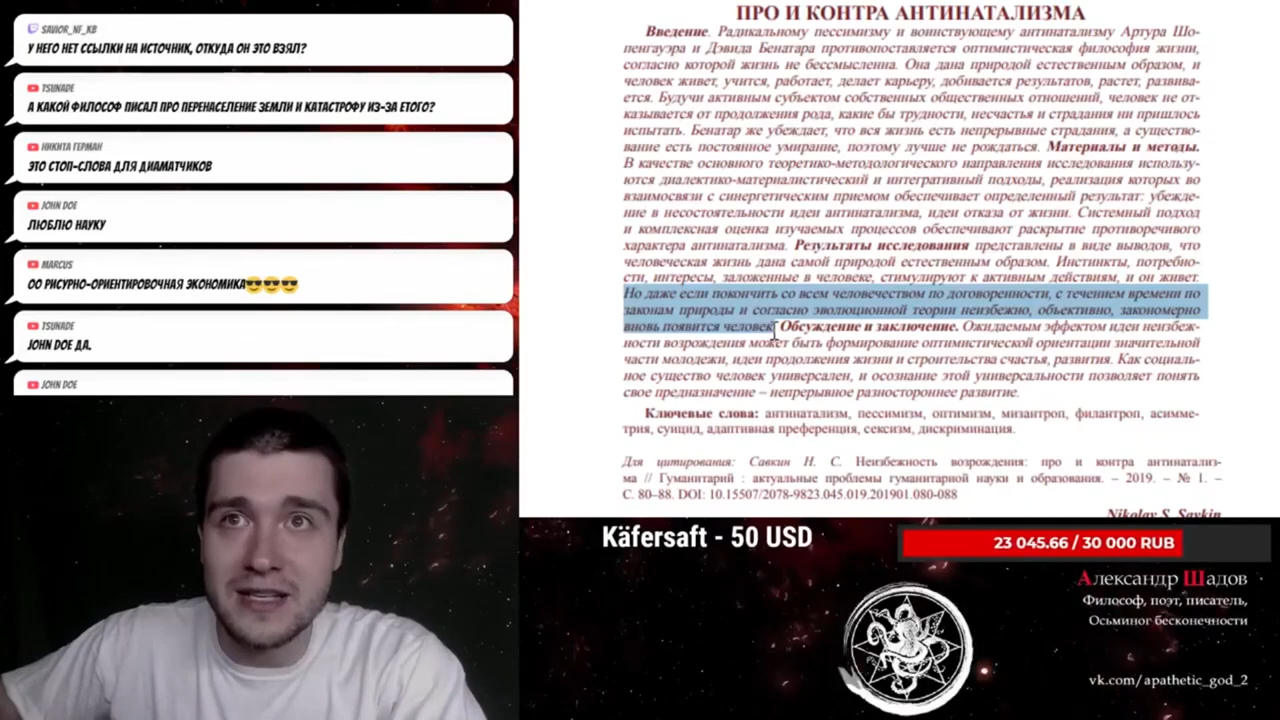 SAVIOR_NF_KB
У НЕГО НЕТ ССЫЛКИ НА ИСТОЧНИК, ОТКУДА ОН ЭТО ВЗЯЛ?
TSUNADE
А КАКОЙ ФИЛОСОФ ПИСАЛ ПРО ПЕРЕНАСЕЛЕНИЕ ЗЕМЛИ И КАТАСТРОФУ ИЗ-ЗА ЕТОГО?
НИКИТА ГЕРМАН
ЭТО СТОП-СЛОВА ДЛЯ ДИАМАТЧИКОВ
JOHN DOE
ЛЮБЛЮ НАУКУ
MARCUS
ОО РИСУРНО-ОРИЕНТИРОВОЧНАЯ ЭКОНОМИКА😎😎😎
TSUNADE
JOHN DOE ДА.
JOHN DOE
ПРО И КОНТРА АНТИНАТАЛИЗМА
Введение. Радикальному пессимизму и воинствующему антинатализму Артура Шо-
пенгауэра и Дэвида Бенатара противопоставляется оптимистическая философия жизни,
согласно которой жизнь не бессмысленна. Она дана природой естественным образом, и
человек живет, учится, работает, делает карьеру, добивается результатов, растет, развива-
ется. Будучи активным субъектом собственных общественных отношений, человек не от-
казывается от продолжения рода, какие бы трудности, несчастья и страдания ни пришлось
испытать. Бенатар же убеждает, что вся жизнь есть непрерывные страдания, а существо-
вание есть постоянное умирание, поэтому лучше не рождаться. Материалы и методы.
В качестве основного теоретико-методологического направления исследования использу-
ются диалектико-материалистический и интегративный подходы, реализация которых во
взаимосвязи с синергетическим приемом обеспечивает определенный результат: убежде-
ние в несостоятельности идеи антинатализма, идеи отказа от жизни. Системный подход
и комплексная оценка изучаемых процессов обеспечивают раскрытие противоречивого
характера антинатализма. Результаты исследования представлены в виде выводов, что
человеческая жизнь дана самой природой естественным образом. Инстинкты, потребно-
сти, интересы, заложенные в человеке, стимулируют к активным действиям, и он живет.
Но даже если покончить со всем человечеством по договоренности, с течением времени по
законам природы и согласно эволюционной теории неизбежно, объективно, закономерно
вновь появится человек. Обсуждение и заключение. Ожидаемым эффектом идеи неизбеж-
ности возрождения может быть формирование оптимистической ориентации значительной
части молодежи, идеи продолжения жизни и строительства счастья, развития. Как социаль-
ное существо человек универсален, и осознание этой универсальности позволяет понять
свое предназначение – непрерывное разностороннее развитие.
Ключевые слова: антинатализм, пессимизм, оптимизм, мизантроп, филантроп, асимме-
трия, суицид, адаптивная преференция, сексизм, дискриминация.
Для цитирования: Савкин Н. С. Неизбежность возрождения: про и контра антинатализ-
ма // Гуманитарий : актуальные проблемы гуманитарной науки и образования. – 2019. – № 1. –
С. 80–88. DOI: 10.15507/2078-9823.045.019.201901.080-088
Nikolay S. Savkin
Käfersaft - 50 USD
23 045.66 / 30 000 RUB
Александр Шадов
Философ, поэт, писатель,
Осьминог бесконечности
vk.com/apathetic_god_2